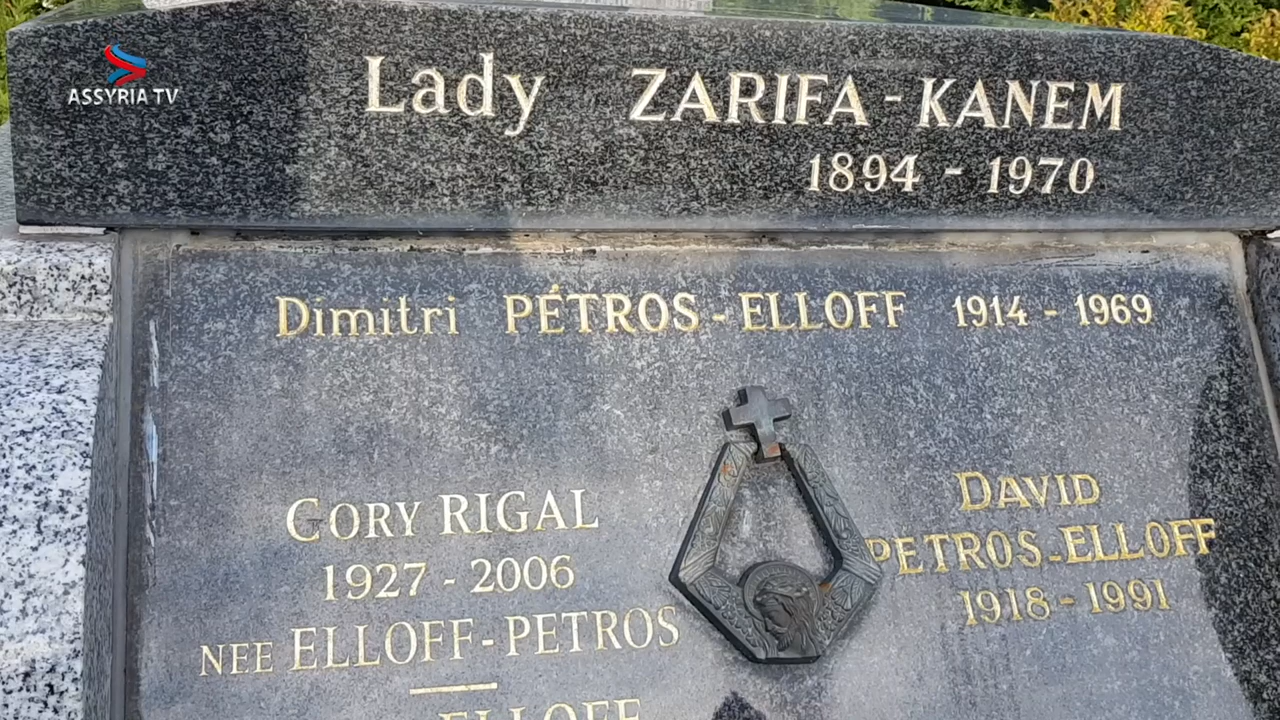 ASSYRIA TV
Lady ZARIFA - KANEM
1894 - 1970
Dimitri PÉTROS - ELLOFF 1914 - 1969
CORY RIGAL
1927 - 2006
NEE ELLOFF - PETROS
DAVID
PETROS - ELLOFF
1918 - 1991
ELLOFF